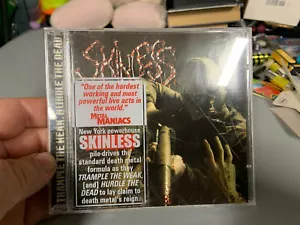 SKINLESS
TRAMPLE THE WEAK, HURDLE THE DEAD
"One of the hardest
working and most
powerful live acts in
the world."
METAL MANIACS
New York powerhouse
SKINLESS
pile-drives the
standard death metal
formula as they
TRAMPLE THE WEAK,
[and] HURDLE THE
DEAD to lay claim to
death metal's reign.